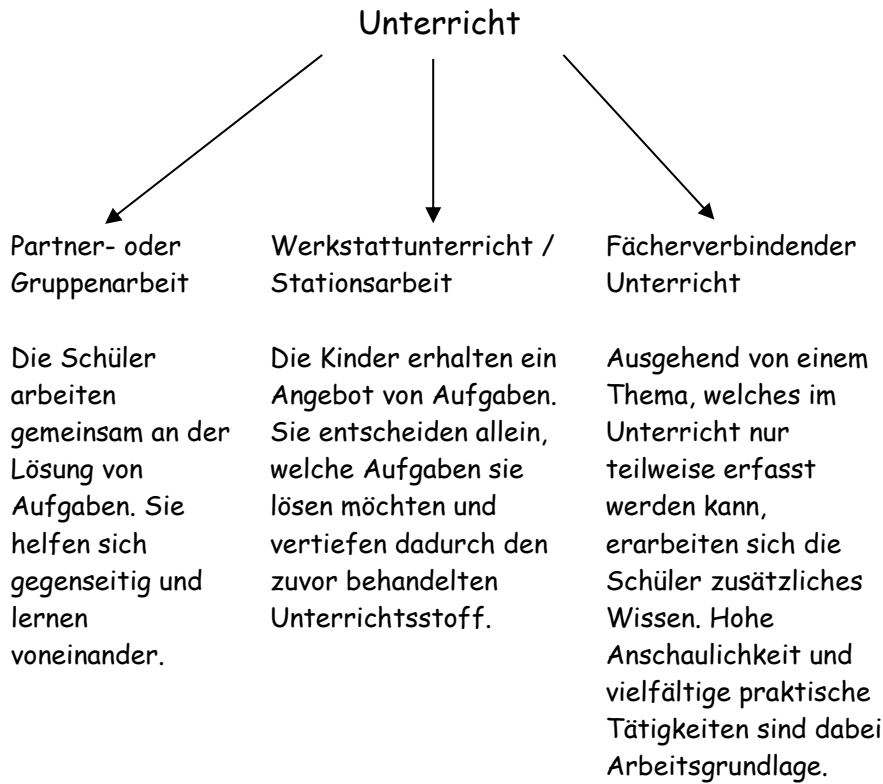 Unterricht
Partner- oder
Gruppenarbeit
Die Schüler
arbeiten
gemeinsam an der
Lösung von
Aufgaben. Sie
helfen sich
gegenseitig und
lernen
voneinander.
Werkstattunterricht /
Stationsarbeit
Die Kinder erhalten ein
Angebot von Aufgaben.
Sie entscheiden allein,
welche Aufgaben sie
lösen möchten und
vertiefen dadurch den
zuvor behandelten
Unterrichtsstoff.
Fächerverbindender
Unterricht
Ausgehend von einem
Thema, welches im
Unterricht nur
teilweise erfasst
werden kann,
erarbeiten sich die
Schüler zusätzliches
Wissen. Hohe
Anschaulichkeit und
vielfältige praktische
Tätigkeiten sind dabei
Arbeitsgrundlage.